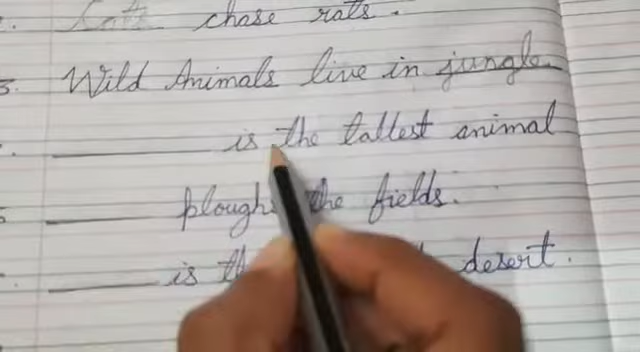 Cats chase rats.
Wild Animals live in jungle
is the tallest animal
ploughs the fields.
is the desert.